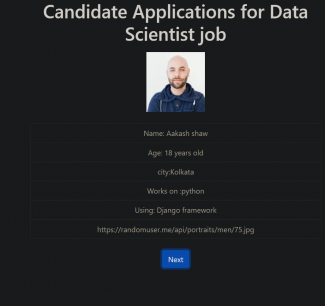 Candidate Applications for Data
Scientist job
Name: Aakash shaw
Age: 18 years old
city:Kolkata
Works on :python
Using: Django framework
https://randomuser.me/api/portraits/men/75.jpg
Next